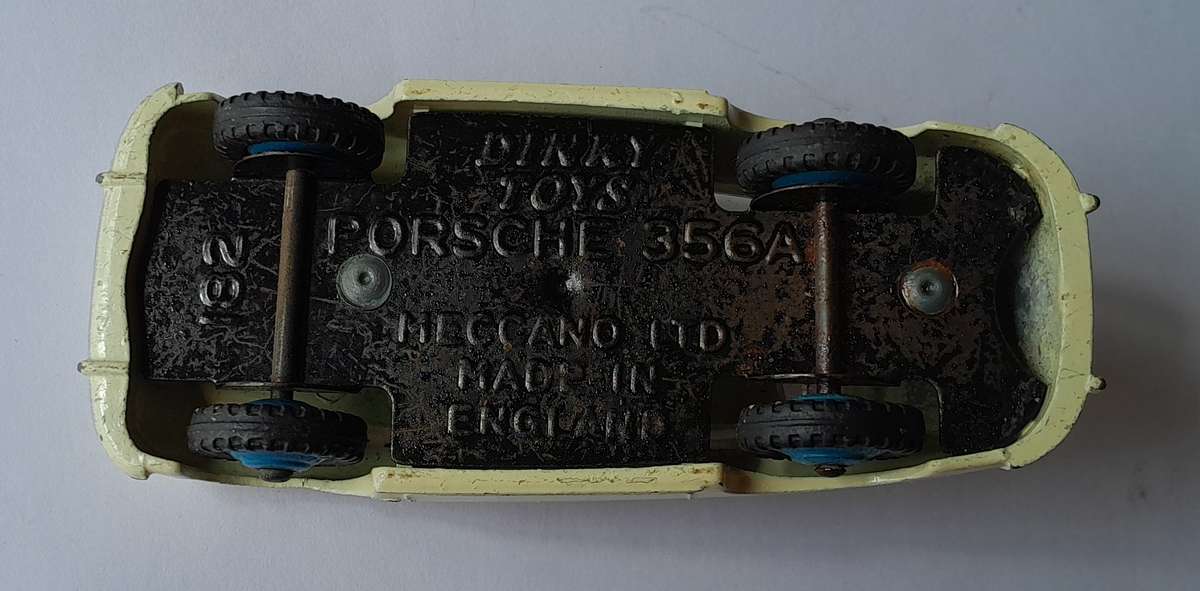 DINKY
TOYS
PORSCHE 356A
182
MECCANO LTD
MADE IN
ENGLAND